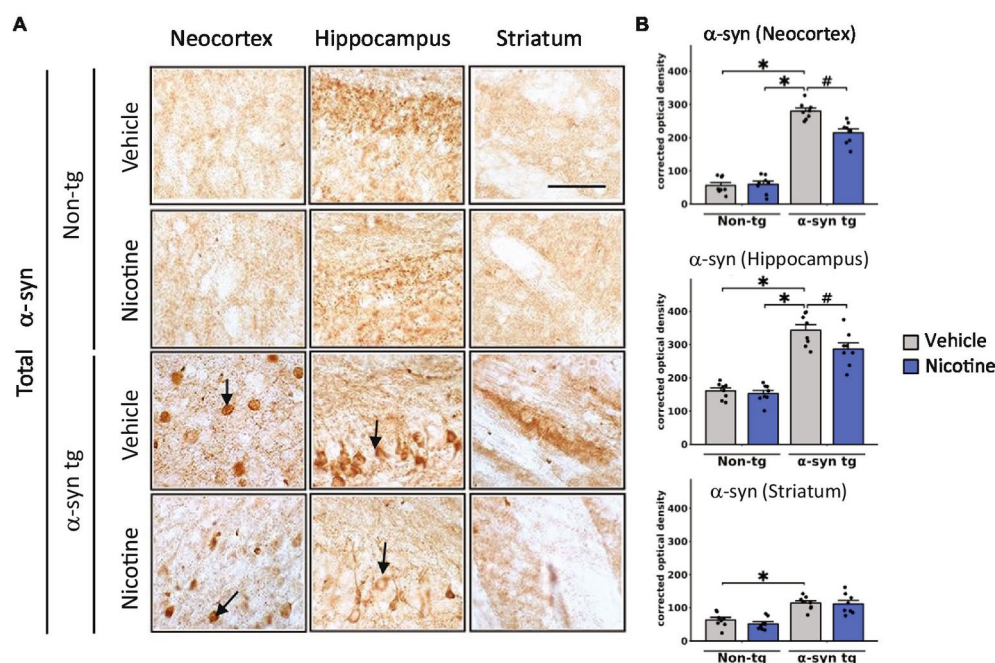 A
Neocortex
Hippocampus
Striatum
Total α-syn
Non-tg
Vehicle
Nicotine
α-syn tg
Vehicle
Nicotine
B
α-syn (Neocortex)
corrected optical density
400
300
200
100
0
* * #
Non-tg
α-syn tg
α-syn (Hippocampus)
corrected optical density
400
300
200
100
0
* * #
Non-tg
α-syn tg
α-syn (Striatum)
corrected optical density
400
300
200
100
0
*
Non-tg
α-syn tg
Vehicle
Nicotine